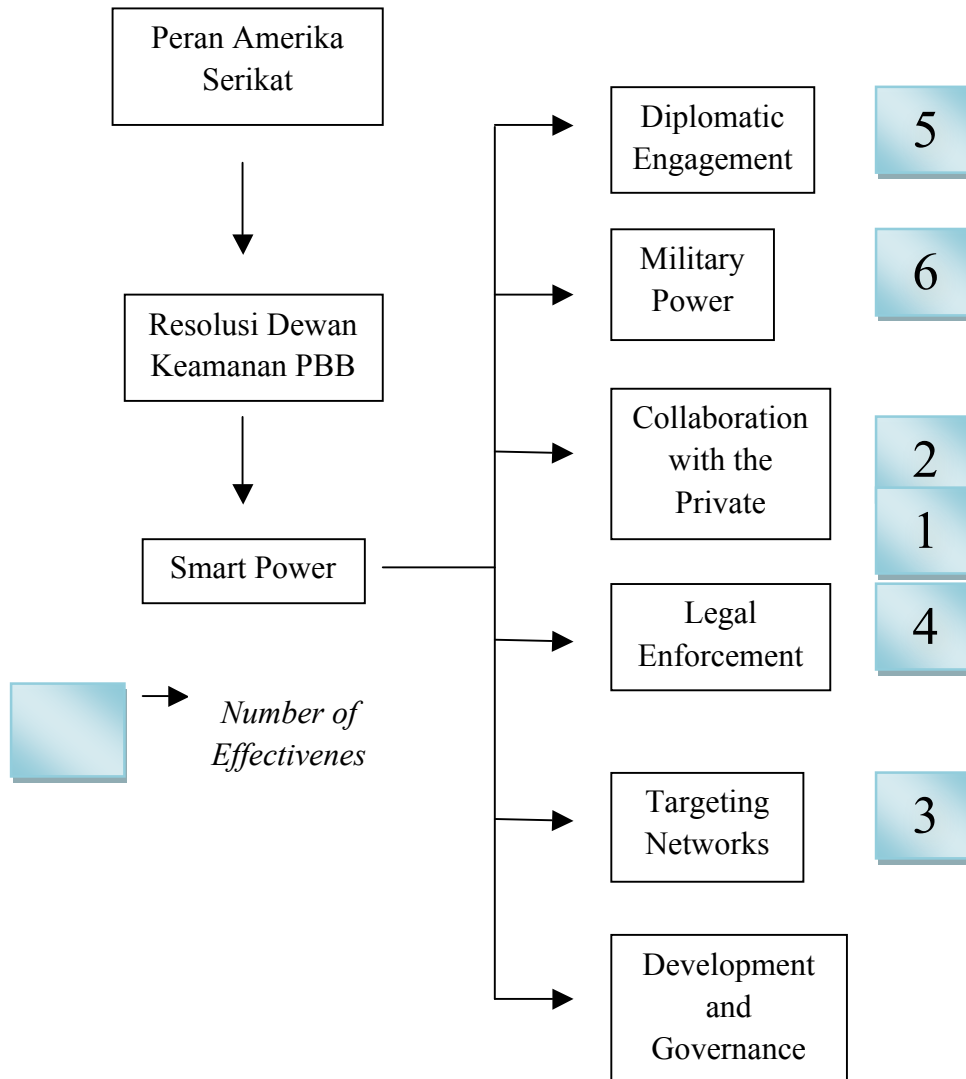 Peran Amerika
Serikat
Resolusi Dewan
Keamanan PBB
Smart Power
Number of
Effectivenes
Diplomatic
Engagement
5
Military
Power
6
Collaboration
with the
Private
2
1
Legal
Enforcement
4
Targeting
Networks
3
Development
and
Governance